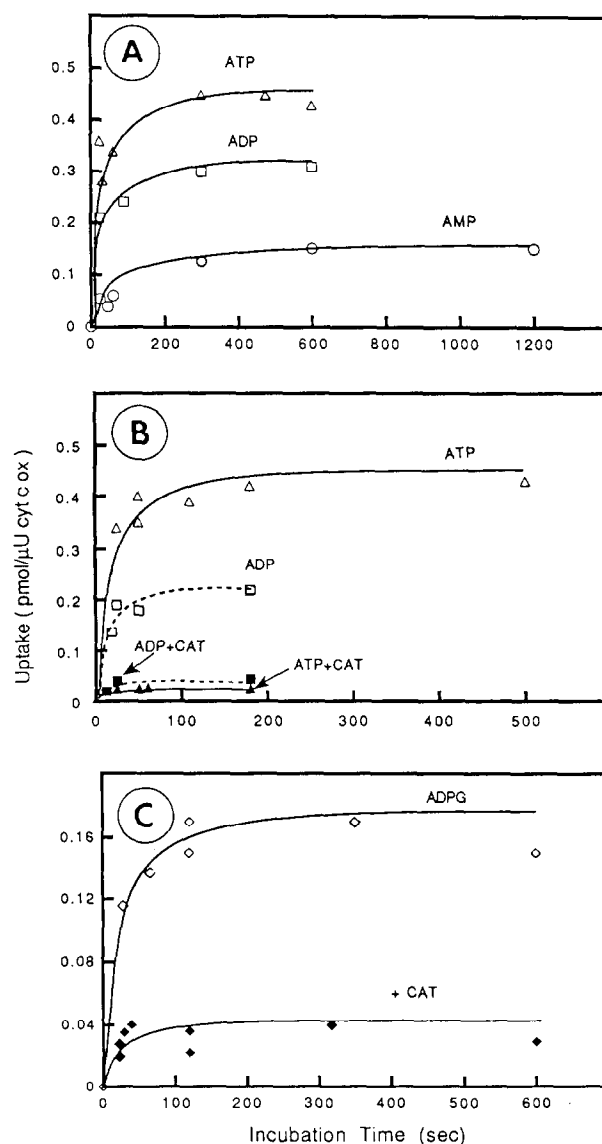 A
ATP
ADP
AMP
0.5
0.4
0.3
0.2
0.1
0
0 200 400 600 800 1000 1200
B
ATP
ADP
ADP+CAT
ATP+CAT
0.5
0.4
0.3
0.2
0.1
0
0 100 200 300 400 500
Uptake ( pmol/µU cyt c ox )
C
ADPG
+ CAT
0.16
0.12
0.08
0.04
0
0 100 200 300 400 500 600
Incubation Time (sec)